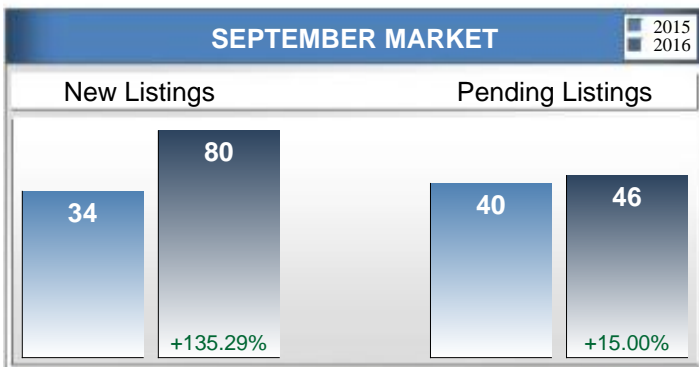 SEPTEMBER MARKET
2015
2016
New Listings
Pending Listings
34
80
+135.29%
40
46
+15.00%